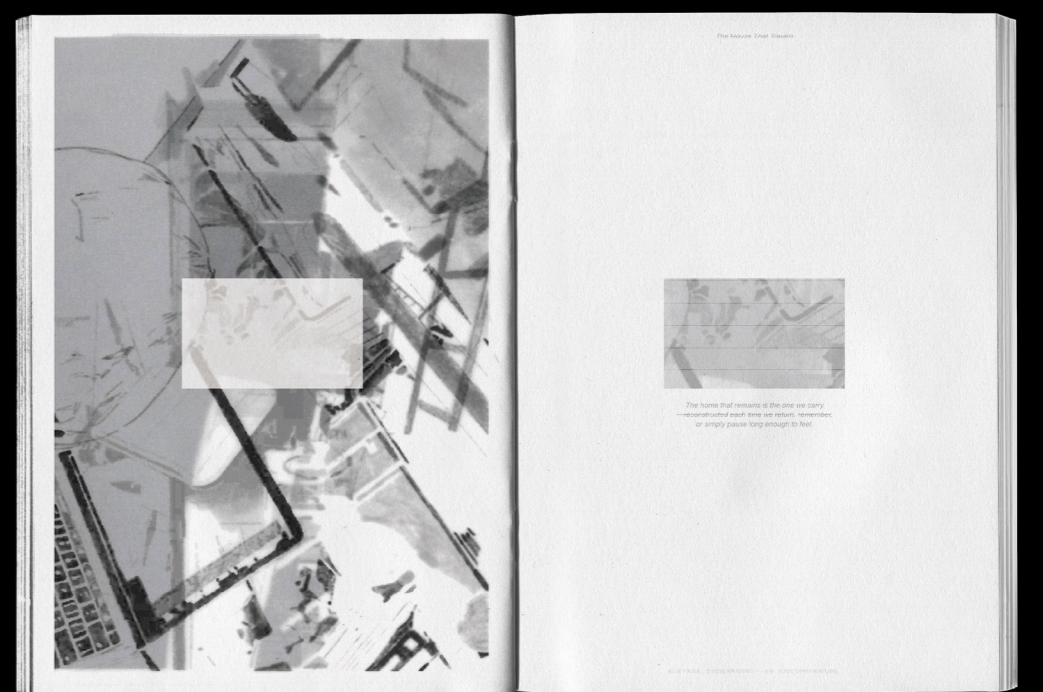 The House That
The home that remains is the one we carry
—reconstructed each time we return, remember,
or simply pause long enough to feel.